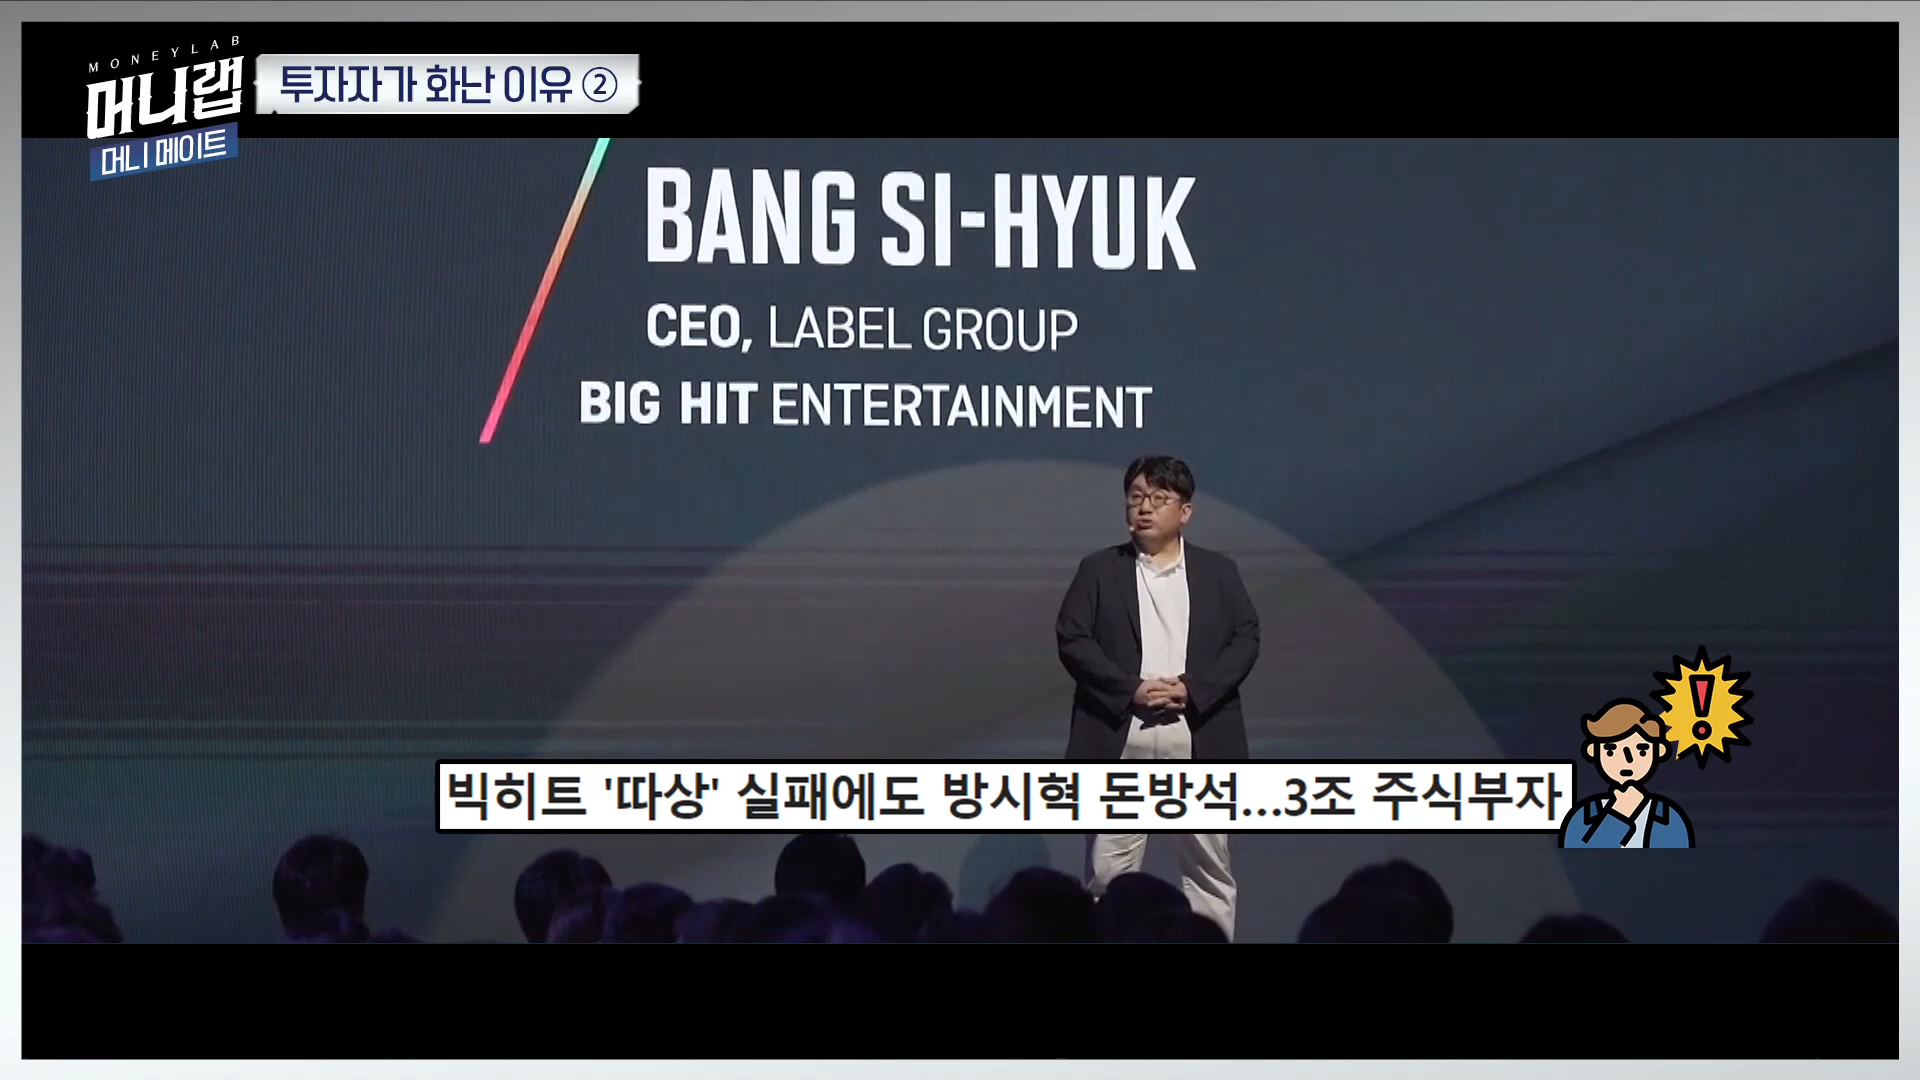 MONEYLAB
머니랩
머니 메이트
투자자가 화난 이유 ②
BANG SI-HYUK
CEO, LABEL GROUP
BIG HIT ENTERTAINMENT
빅히트 '따상' 실패에도 방시혁 돈방석...3조 주식부자